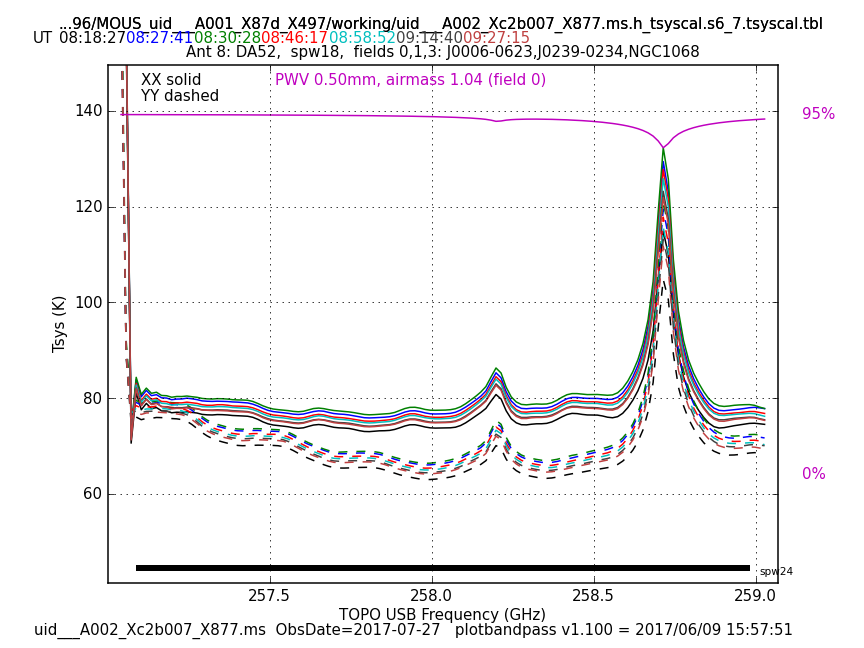 ...96/MOUS_uid___A001_X87d_X497/working/uid___A002_Xc2b007_X877.ms.h_tsyscal.s6_7.tsyscal.tbl
UT 08:18:27 08:27:41 08:30:28 08:46:17 08:58:52 09:14:40 09:27:15
Ant 8: DA52, spw18, fields 0,1,3: J0006-0623,J0239-0234,NGC1068
XX solid PWV 0.50mm, airmass 1.04 (field 0)
YY dashed
140
95%
120
100
Tsys (K)
80
60
0%
spw24
257.5 258.0 258.5 259.0
TOPO USB Frequency (GHz)
uid___A002_Xc2b007_X877.ms ObsDate=2017-07-27 plotbandpass v1.100 = 2017/06/09 15:57:51